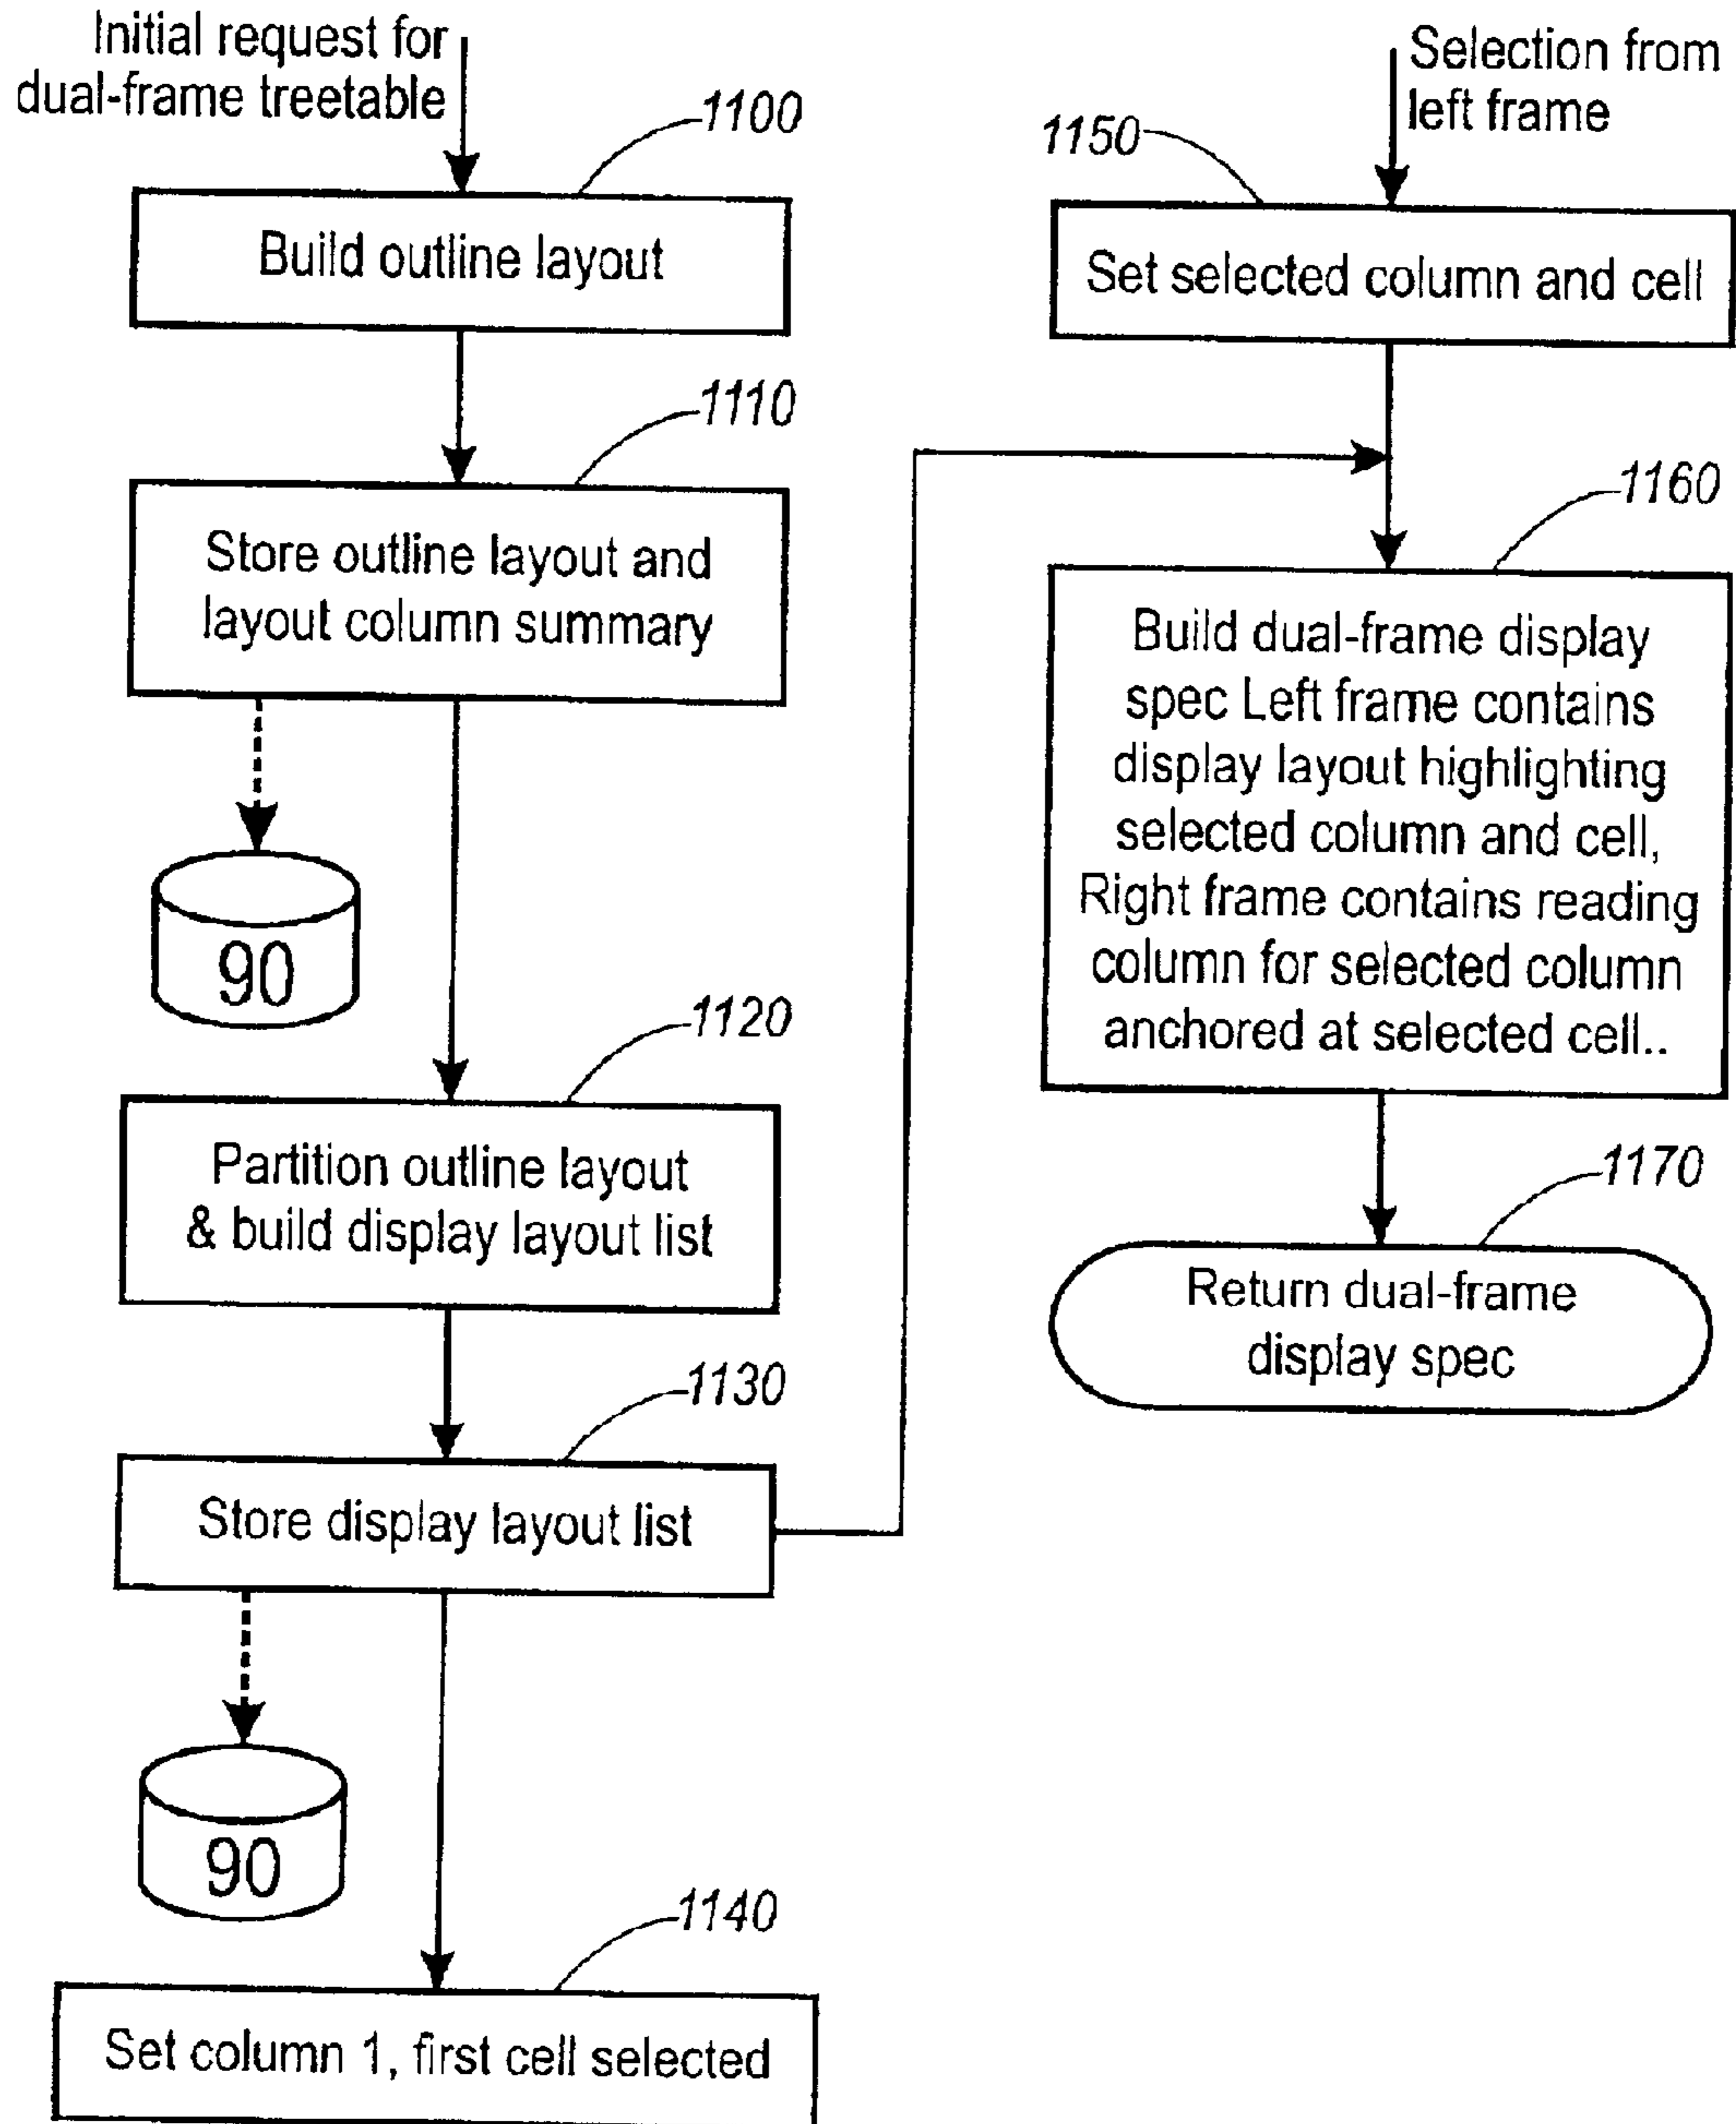 Initial request for
dual-frame treetable
1100
Build outline layout
1110
Store outline layout and
layout column summary
90
1120
Partition outline layout
& build display layout list
1130
Store display layout list
90
1140
Set column 1, first cell selected
Selection from
left frame
1150
Set selected column and cell
1160
Build dual-frame display
spec Left frame contains
display layout highlighting
selected column and cell,
Right frame contains reading
column for selected column
anchored at selected cell..
1170
Return dual-frame
display spec